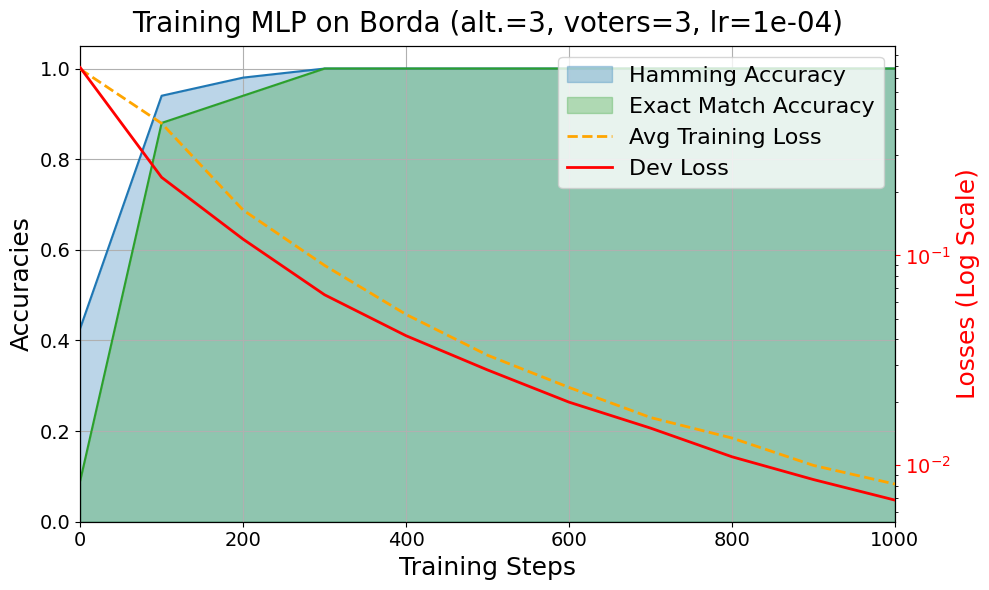 Training MLP on Borda (alt.=3, voters=3, lr=1e-04)
Hamming Accuracy
Exact Match Accuracy
Avg Training Loss
Dev Loss
Accuracies
1.0
0.8
0.6
0.4
0.2
0.0
0 200 400 600 800 1000
Training Steps
10⁻¹
10⁻²
Losses (Log Scale)